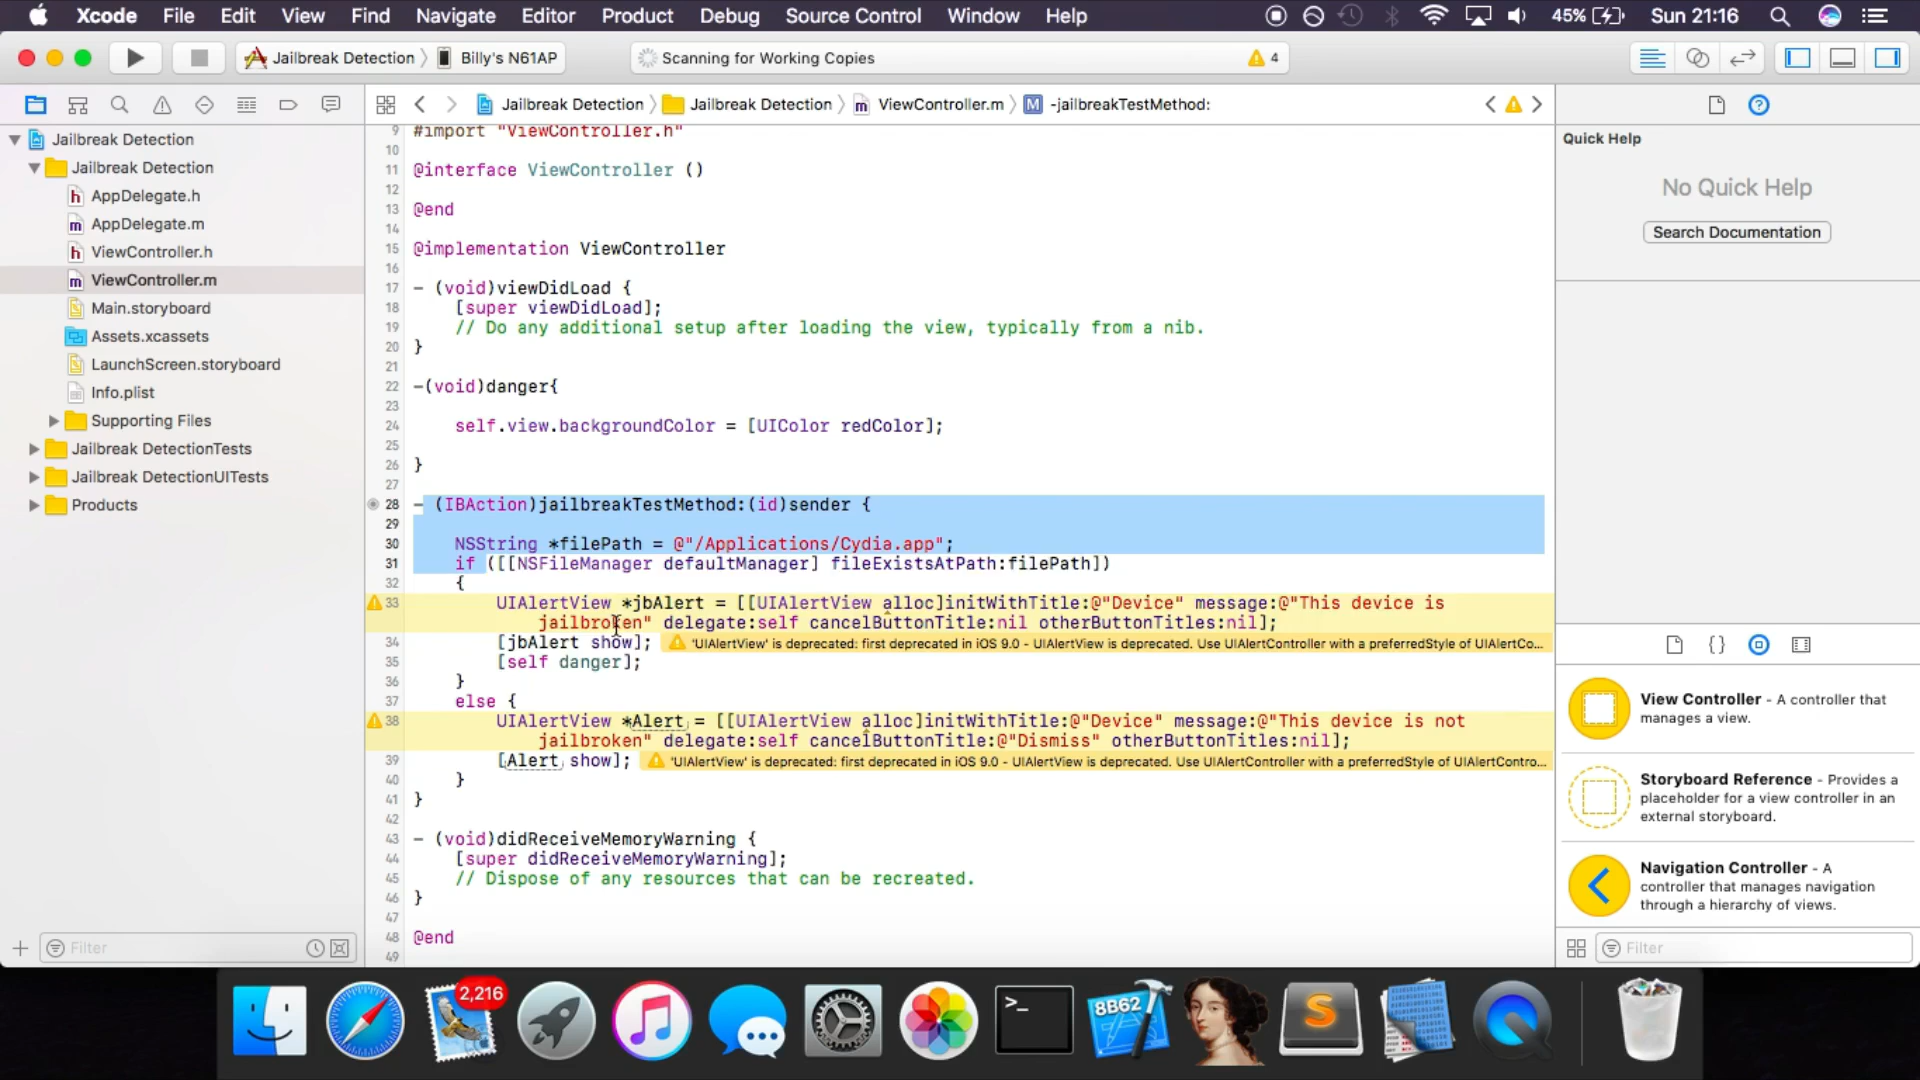 Xcode File Edit View Find Navigate Editor Product Debug Source Control Window Help 45% Sun 21:16
Jailbreak Detection Billy's N61AP Scanning for Working Copies 4
Jailbreak Detection Jailbreak Detection ViewController.m M -jailbreakTestMethod:
Jailbreak Detection
Jailbreak Detection
AppDelegate.h
AppDelegate.m
ViewController.h
ViewController.m
Main.storyboard
Assets.xcassets
LaunchScreen.storyboard
Info.plist
Supporting Files
Jailbreak DetectionTests
Jailbreak DetectionUITests
Products
Filter
9 #import "ViewController.h"
10
11 @interface ViewController ()
12
13 @end
14
15 @implementation ViewController
16
17 - (void)viewDidLoad {
18 [super viewDidLoad];
19 // Do any additional setup after loading the view, typically from a nib.
20 }
21
22 -(void)danger{
23
24 self.view.backgroundColor = [UIColor redColor];
25
26 }
27
28 - (IBAction)jailbreakTestMethod:(id)sender {
29
30 NSString *filePath = @"/Applications/Cydia.app";
31 if ([[NSFileManager defaultManager] fileExistsAtPath:filePath])
32 {
33 UIAlertView *jbAlert = [[UIAlertView alloc]initWithTitle:@"Device" message:@"This device is
jailbroken" delegate:self cancelButtonTitle:nil otherButtonTitles:nil];
34 [jbAlert show]; 'UIAlertView' is deprecated: first deprecated in iOS 9.0 - UIAlertView is deprecated. Use UIAlertController with a preferredStyle of UIAlertCo...
35 [self danger];
36 }
37 else {
38 UIAlertView *Alert = [[UIAlertView alloc]initWithTitle:@"Device" message:@"This device is not
jailbroken" delegate:self cancelButtonTitle:@"Dismiss" otherButtonTitles:nil];
39 [Alert show]; 'UIAlertView' is deprecated: first deprecated in iOS 9.0 - UIAlertView is deprecated. Use UIAlertController with a preferredStyle of UIAlertContro...
40 }
41 }
42
43 - (void)didReceiveMemoryWarning {
44 [super didReceiveMemoryWarning];
45 // Dispose of any resources that can be recreated.
46 }
47
48 @end
49
Quick Help
No Quick Help
Search Documentation
View Controller - A controller that
manages a view.
Storyboard Reference - Provides a
placeholder for a view controller in an
external storyboard.
Navigation Controller - A
controller that manages navigation
through a hierarchy of views.
Filter
2,216
8B62
S